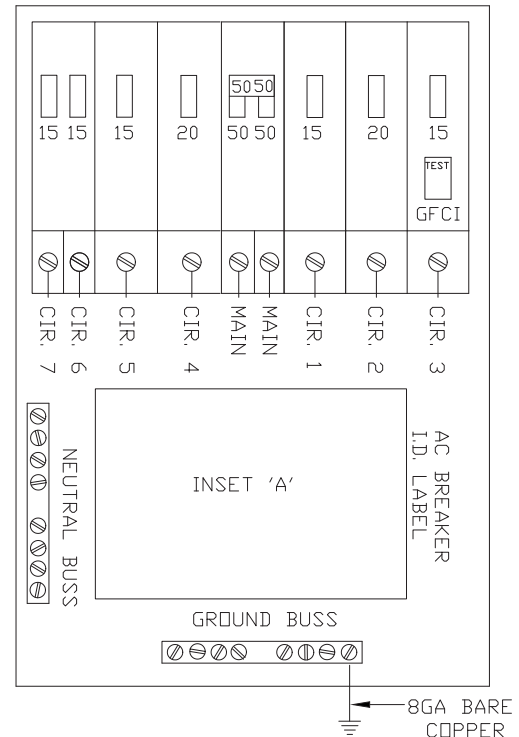 50 50
15 15 15 20 50 50 15 20 15
TEST
GFCI
CIR. 7
CIR. 6
CIR. 5
CIR. 4
MAIN
MAIN
CIR. 1
CIR. 2
CIR. 3
NEUTRAL BUSS
INSET 'A'
AC BREAKER
I.D. LABEL
GROUND BUSS
8GA BARE
COPPER